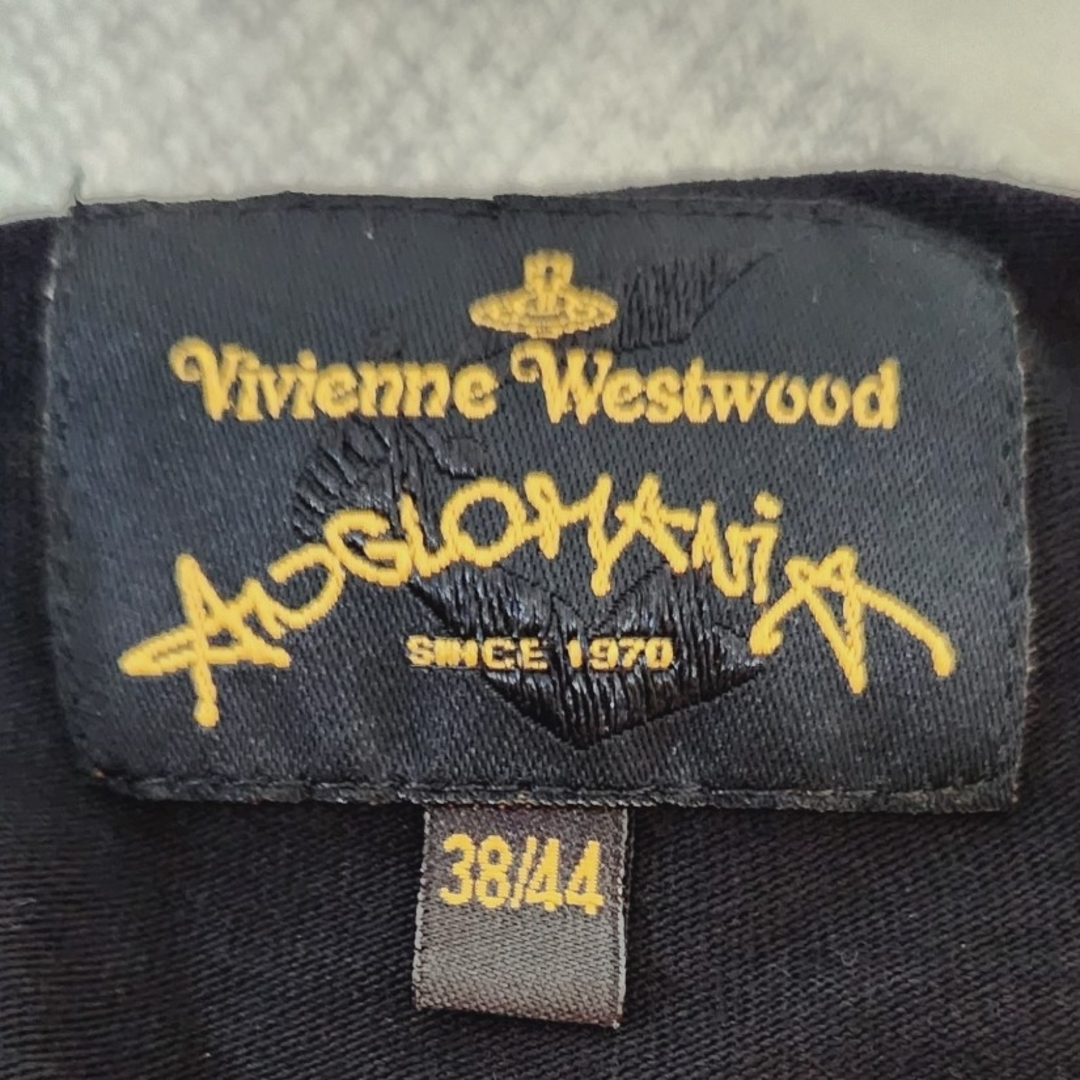 Vivienne Westwood
ANGLOMANiA
SINCE 1970
38/44